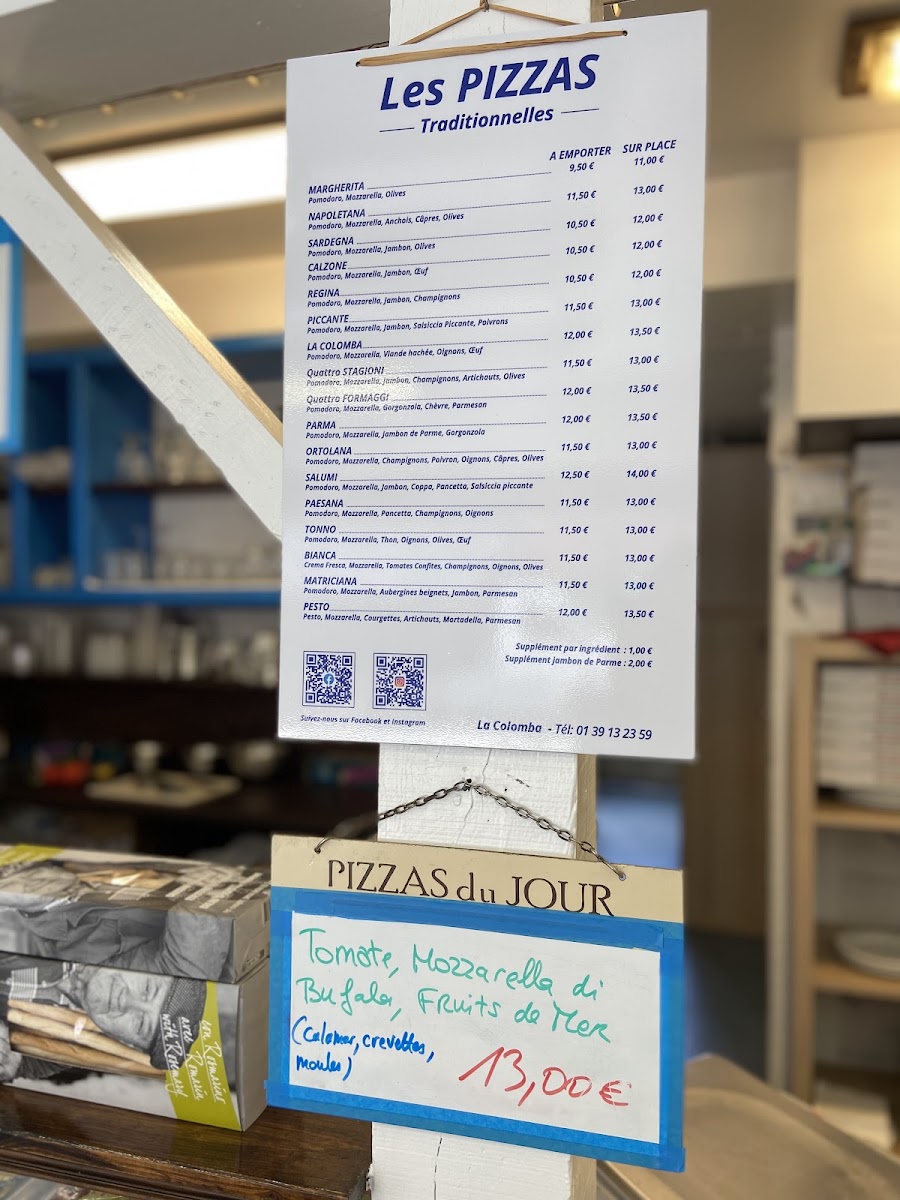 Les PIZZAS
Traditionnelles
A EMPORTER SUR PLACE
MARGHERITA 9,50 € 11,00 €
Pomodoro, Mozzarella, Olives
NAPOLETANA 11,50 € 13,00 €
Pomodoro, Mozzarella, Anchois, Câpres, Olives
SARDEGNA 10,50 € 12,00 €
Pomodoro, Mozzarella, Jambon, Olives
CALZONE 10,50 € 12,00 €
Pomodoro, Mozzarella, Jambon, Œuf
REGINA 10,50 € 12,00 €
Pomodoro, Mozzarella, Jambon, Champignons
PICCANTE 11,50 € 13,00 €
Pomodoro, Mozzarella, Jambon, Salsiccia Piccante, Poivrons
LA COLOMBA 12,00 € 13,50 €
Pomodoro, Mozzarella, Viande hachée, Oignons, Œuf
Quattro STAGIONI 11,50 € 13,00 €
Pomodoro, Mozzarella, Jambon, Champignons, Artichauts, Olives
Quattro FORMAGGI 12,00 € 13,50 €
Pomodoro, Mozzarella, Gorgonzola, Chèvre, Parmesan
PARMA 12,00 € 13,50 €
Pomodoro, Mozzarella, Jambon de Parme, Gorgonzola
ORTOLANA 11,50 € 13,00 €
Pomodoro, Mozzarella, Champignons, Poivron, Oignons, Câpres, Olives
SALUMI 12,50 € 14,00 €
Pomodoro, Mozzarella, Jambon, Coppa, Pancetta, Salsiccia piccante
PAESANA 11,50 € 13,00 €
Pomodoro, Mozzarella, Pancetta, Champignons, Oignons
TONNO 11,50 € 13,00 €
Pomodoro, Mozzarella, Thon, Oignons, Olives, Œuf
BIANCA 11,50 € 13,00 €
Crema Fresca, Mozzarella, Tomates Confites, Champignons, Oignons, Olives
MATRICIANA 11,50 € 13,00 €
Pomodoro, Mozzarella, Aubergines beignets, Jambon, Parmesan
PESTO 12,00 € 13,50 €
Pesto, Mozzarella, Courgettes, Artichauts, Mortadella, Parmesan
Supplément par ingrédient : 1,00 €
Supplément Jambon de Parme : 2,00 €
Suivez-nous sur Facebook et Instagram
La Colomba - Tél: 01 39 13 23 59
PIZZAS du JOUR
Tomate, Mozzarella di
Bufala, Fruits de Mer
(Calamar, crevettes,
moules)
13,00 €